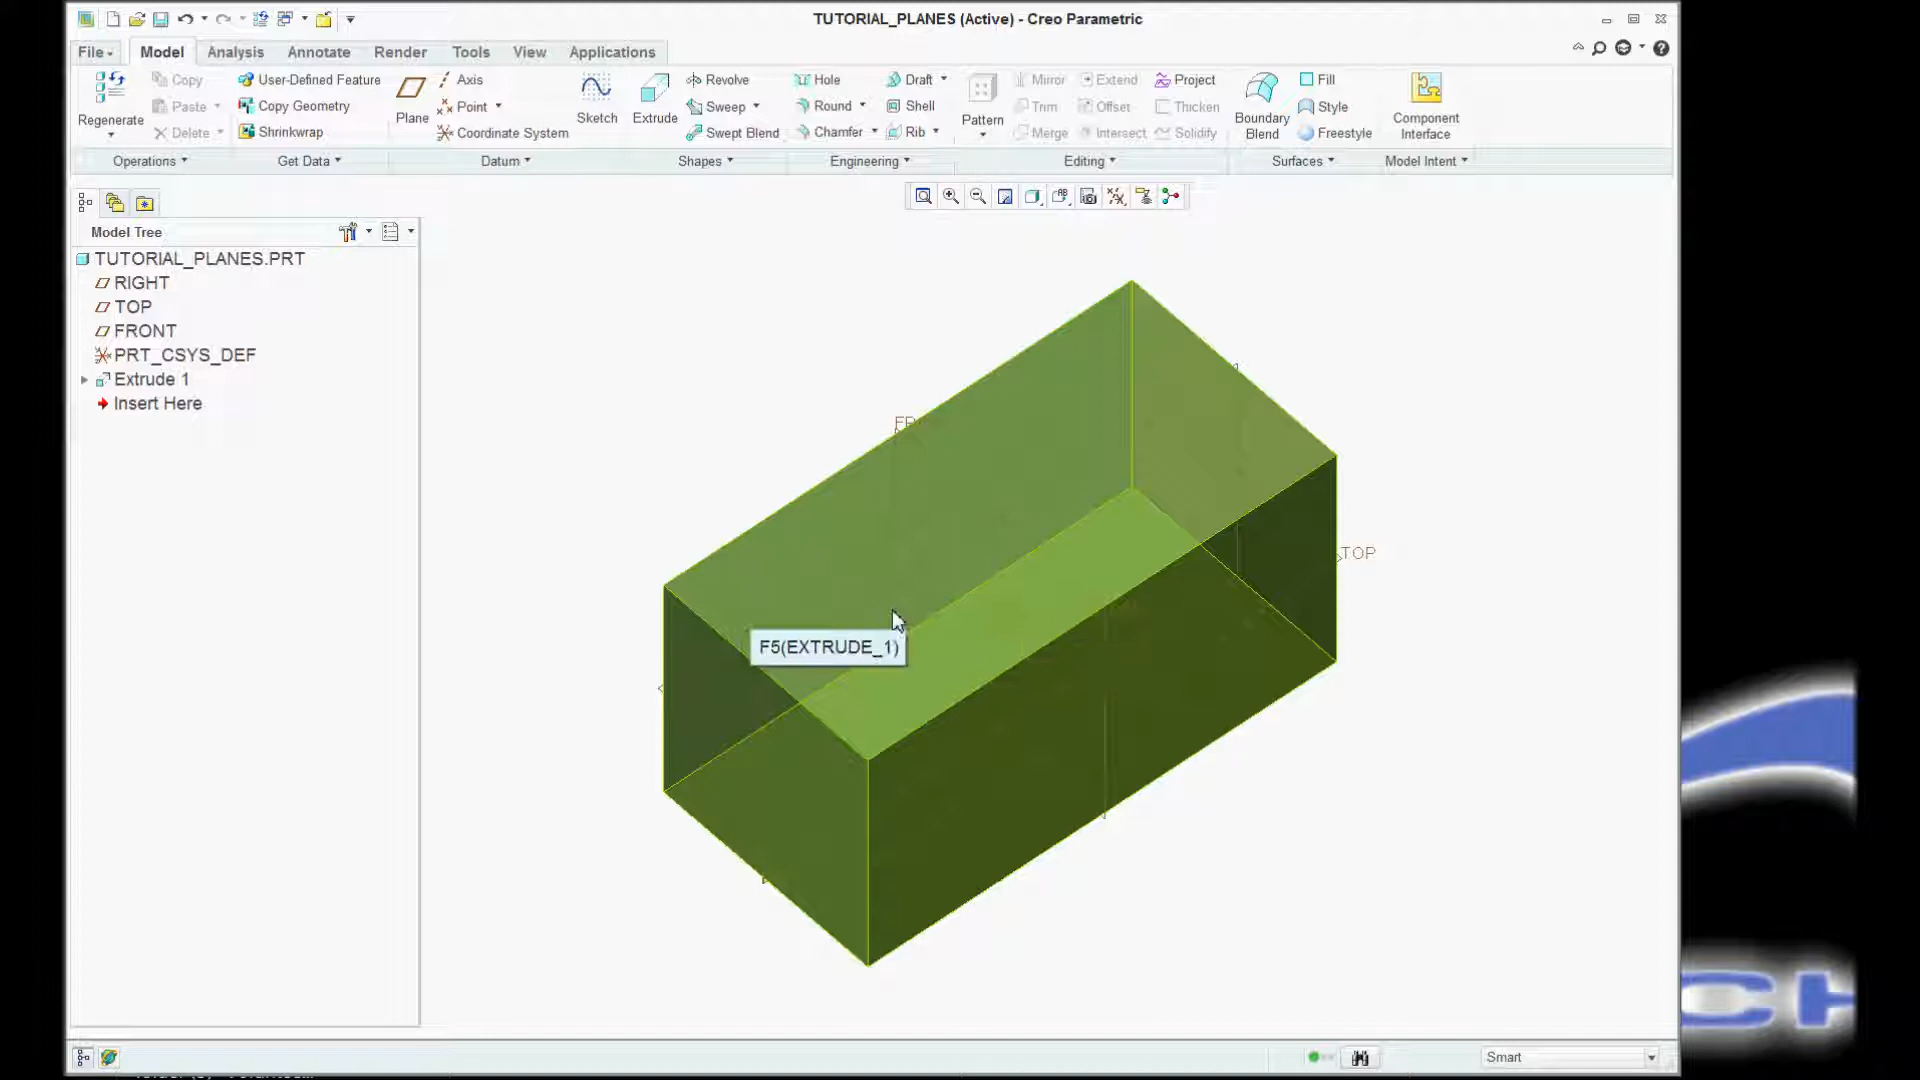 TUTORIAL_PLANES (Active) - Creo Parametric
File
Model
Analysis
Annotate
Render
Tools
View
Applications
Regenerate
Copy
Paste
Delete
User-Defined Feature
Copy Geometry
Shrinkwrap
Plane
Axis
Point
Coordinate System
Sketch
Extrude
Revolve
Sweep
Swept Blend
Hole
Round
Chamfer
Draft
Shell
Rib
Pattern
Mirror
Trim
Merge
Extend
Offset
Intersect
Project
Thicken
Solidify
Boundary
Blend
Fill
Style
Freestyle
Component
Interface
Operations
Get Data
Datum
Shapes
Engineering
Editing
Surfaces
Model Intent
Model Tree
TUTORIAL_PLANES.PRT
RIGHT
TOP
FRONT
PRT_CSYS_DEF
Extrude 1
Insert Here
TOP
F5(EXTRUDE_1)
Smart